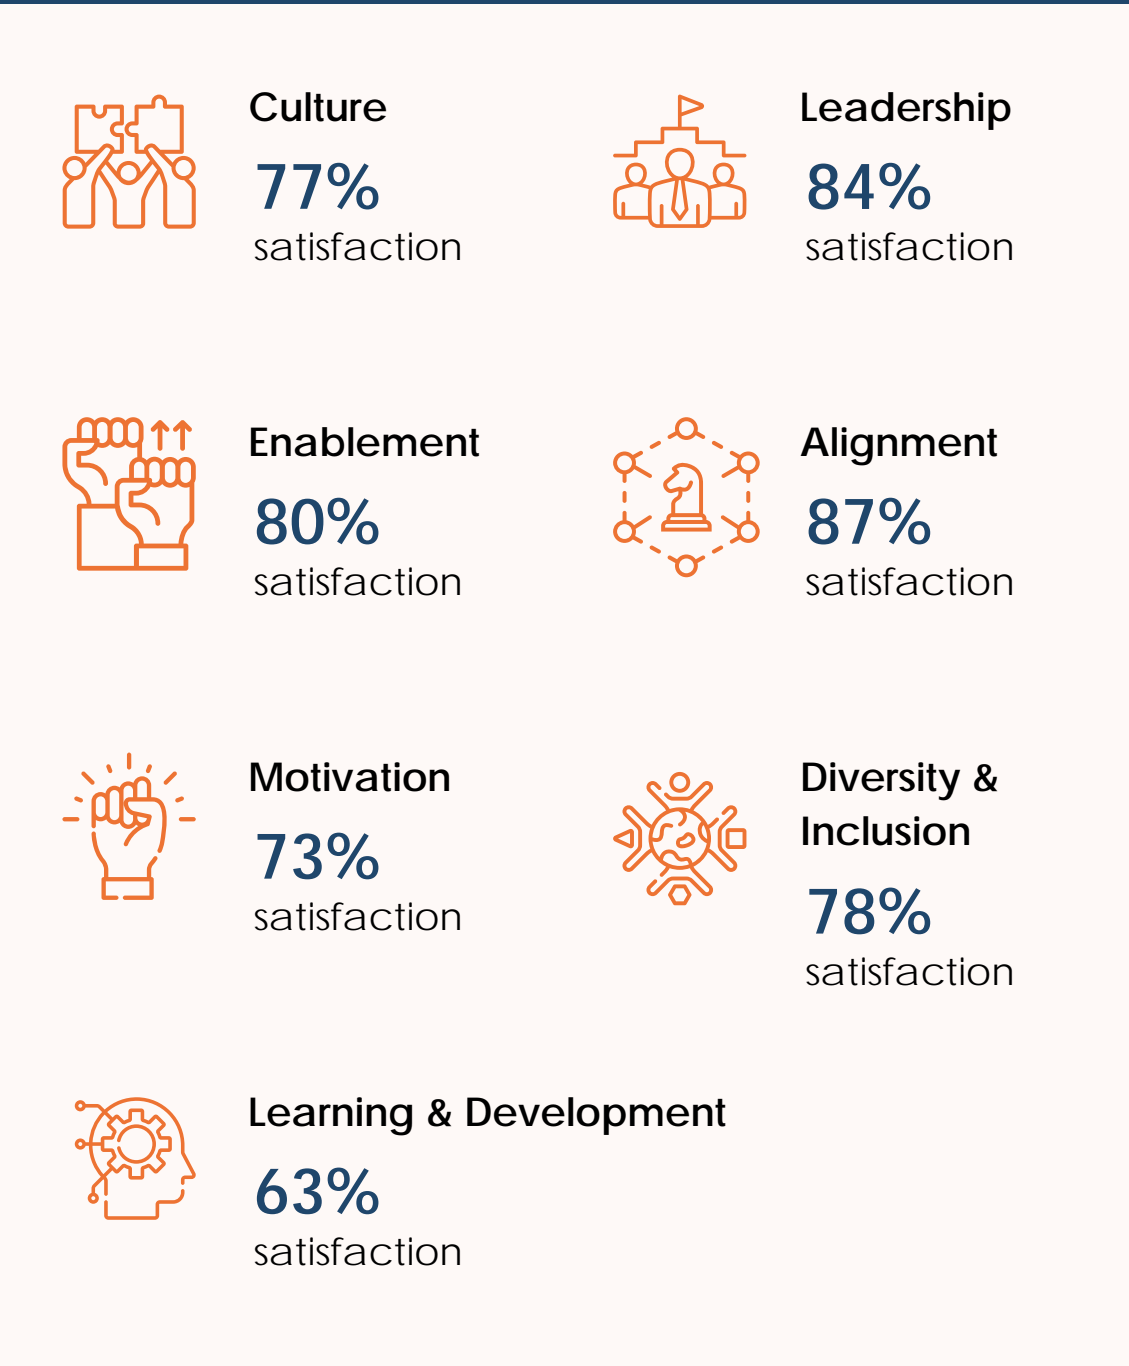 Culture
77%
satisfaction
Leadership
84%
satisfaction
Enablement
80%
satisfaction
Alignment
87%
satisfaction
Motivation
73%
satisfaction
Diversity &
Inclusion
78%
satisfaction
Learning & Development
63%
satisfaction